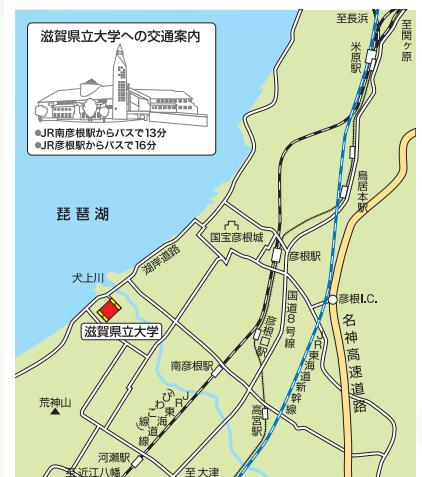 滋賀県立大学への交通案内
●JR南彦根駅からバスで13分
●JR彦根駅からバスで16分
至長浜
至関ヶ原
米原駅
鳥居本駅
琵琶湖
国宝彦根城
彦根駅
湖岸道路
犬上川
滋賀県立大学
彦根I.C.
国道8号線
彦根口駅
JR東海道新幹線
名神高速道路
南彦根駅
JR東海道線
(びわこ線)
高宮駅
荒神山
河瀬駅
至近江八幡
至大津